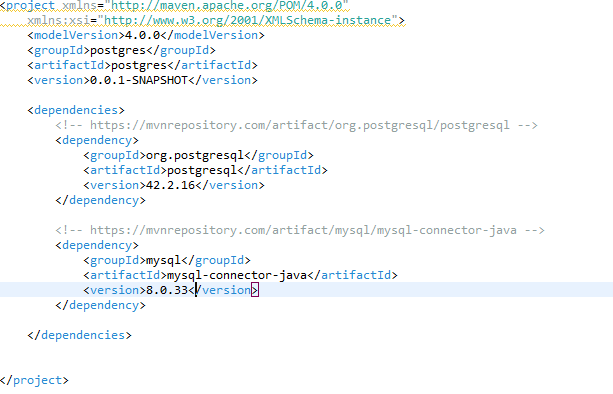 <project xmlns="http://maven.apache.org/POM/4.0.0"
xmlns:xsi="http://www.w3.org/2001/XMLSchema-instance">
<modelVersion>4.0.0</modelVersion>
<groupId>postgres</groupId>
<artifactId>postgres</artifactId>
<version>0.0.1-SNAPSHOT</version>
<dependencies>
<!-- https://mvnrepository.com/artifact/org.postgresql/postgresql -->
<dependency>
<groupId>org.postgresql</groupId>
<artifactId>postgresql</artifactId>
<version>42.2.16</version>
</dependency>
<!-- https://mvnrepository.com/artifact/mysql/mysql-connector-java -->
<dependency>
<groupId>mysql</groupId>
<artifactId>mysql-connector-java</artifactId>
<version>8.0.33</version>
</dependency>
</dependencies>
</project>